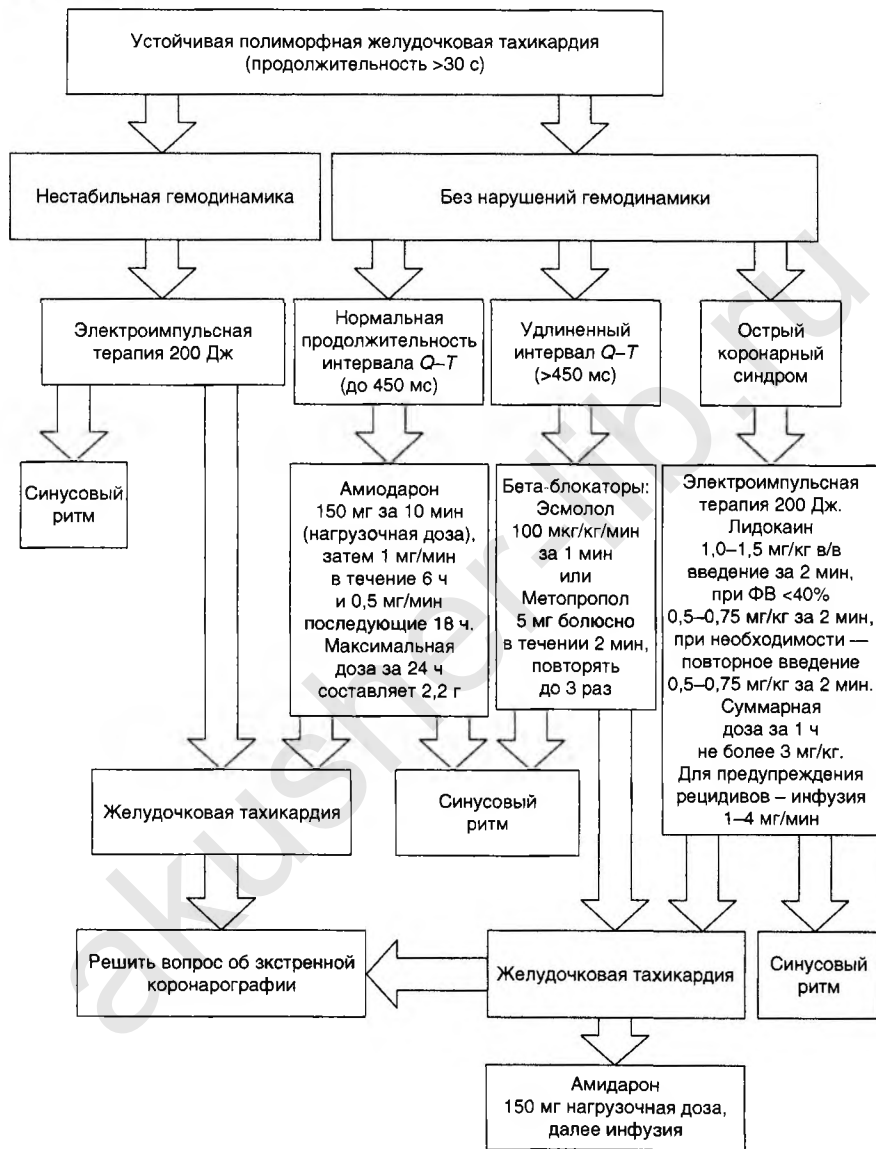 Устойчивая полиморфная желудочковая тахикардия
(продолжительность >30 с)
Нестабильная гемодинамика
Без нарушений гемодинамики
Электроимпульсная
терапия 200 Дж
Нормальная
продолжительность
интервала Q–T
(до 450 мс)
Удлиненный
интервал Q–T
(>450 мс)
Острый
коронарный
синдром
Синусовый
ритм
Амиодарон
150 мг за 10 мин
(нагрузочная доза),
затем 1 мг/мин
в течение 6 ч
и 0,5 мг/мин
последующие 18 ч.
Максимальная
доза за 24 ч
составляет 2,2 г
Бета-блокаторы:
Эсмолол
100 мкг/кг/мин
за 1 мин
или
Метопропол
5 мг болюсно
в течении 2 мин,
повторять
до 3 раз
Электроимпульсная
терапия 200 Дж.
Лидокаин
1,0–1,5 мг/кг в/в
введение за 2 мин,
при ФВ <40%
0,5–0,75 мг/кг за 2 мин,
при необходимости —
повторное введение
0,5–0,75 мг/кг за 2 мин.
Суммарная
доза за 1 ч
не более 3 мг/кг.
Для предупреждения
рецидивов – инфузия
1–4 мг/мин
Желудочковая тахикардия
Синусовый
ритм
Решить вопрос об зкстренной
коронарографии
Желудочковая тахикардия
Синусовый
ритм
Амидарон
150 мг нагрузочная доза,
далее инфузия
akusher-lib.ru